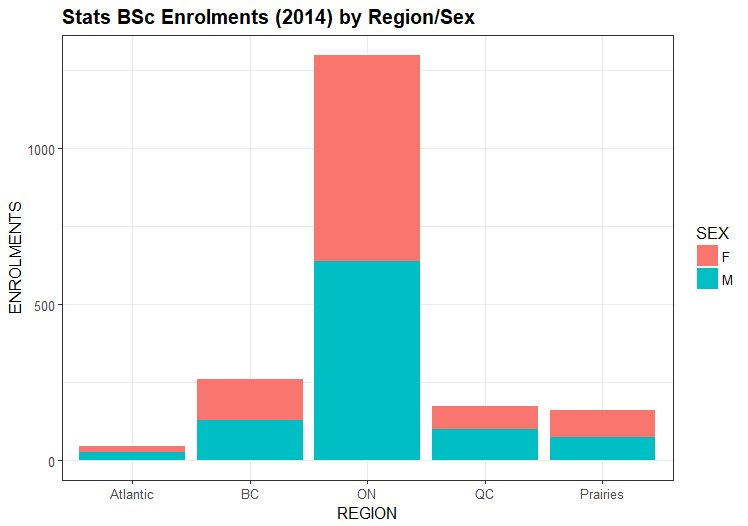 Stats BSc Enrolments (2014) by Region/Sex
ENROLMENTS
1000
500
0
Atlantic BC ON QC Prairies
REGION
SEX
F
M